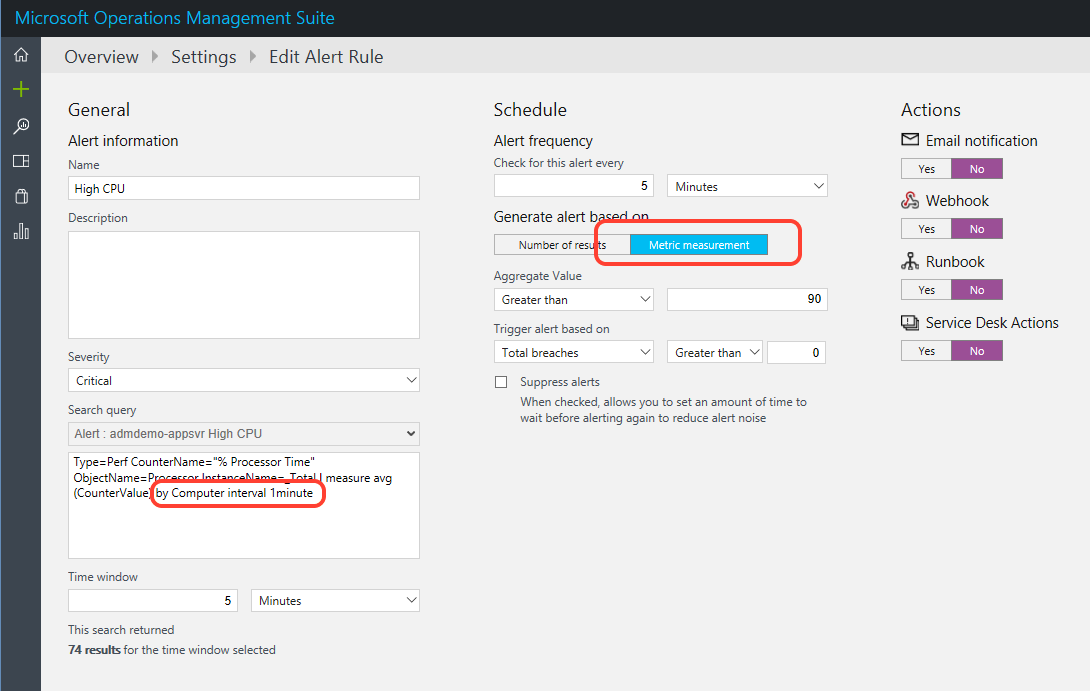 Microsoft Operations Management Suite
Overview Settings Edit Alert Rule
General
Alert information
Name
High CPU
Description
Severity
Critical
Search query
Alert : admdemo-appsvr High CPU
Type=Perf CounterName="% Processor Time"
ObjectName=Processor InstanceName=_Total | measure avg
(CounterValue) by Computer interval 1minute
Time window
5 Minutes
This search returned
74 results for the time window selected
Schedule
Alert frequency
Check for this alert every
5 Minutes
Generate alert based on
Number of results Metric measurement
Aggregate Value
Greater than 90
Trigger alert based on
Total breaches Greater than 0
Suppress alerts
When checked, allows you to set an amount of time to
wait before alerting again to reduce alert noise
Actions
Email notification
Yes No
Webhook
Yes No
Runbook
Yes No
Service Desk Actions
Yes No